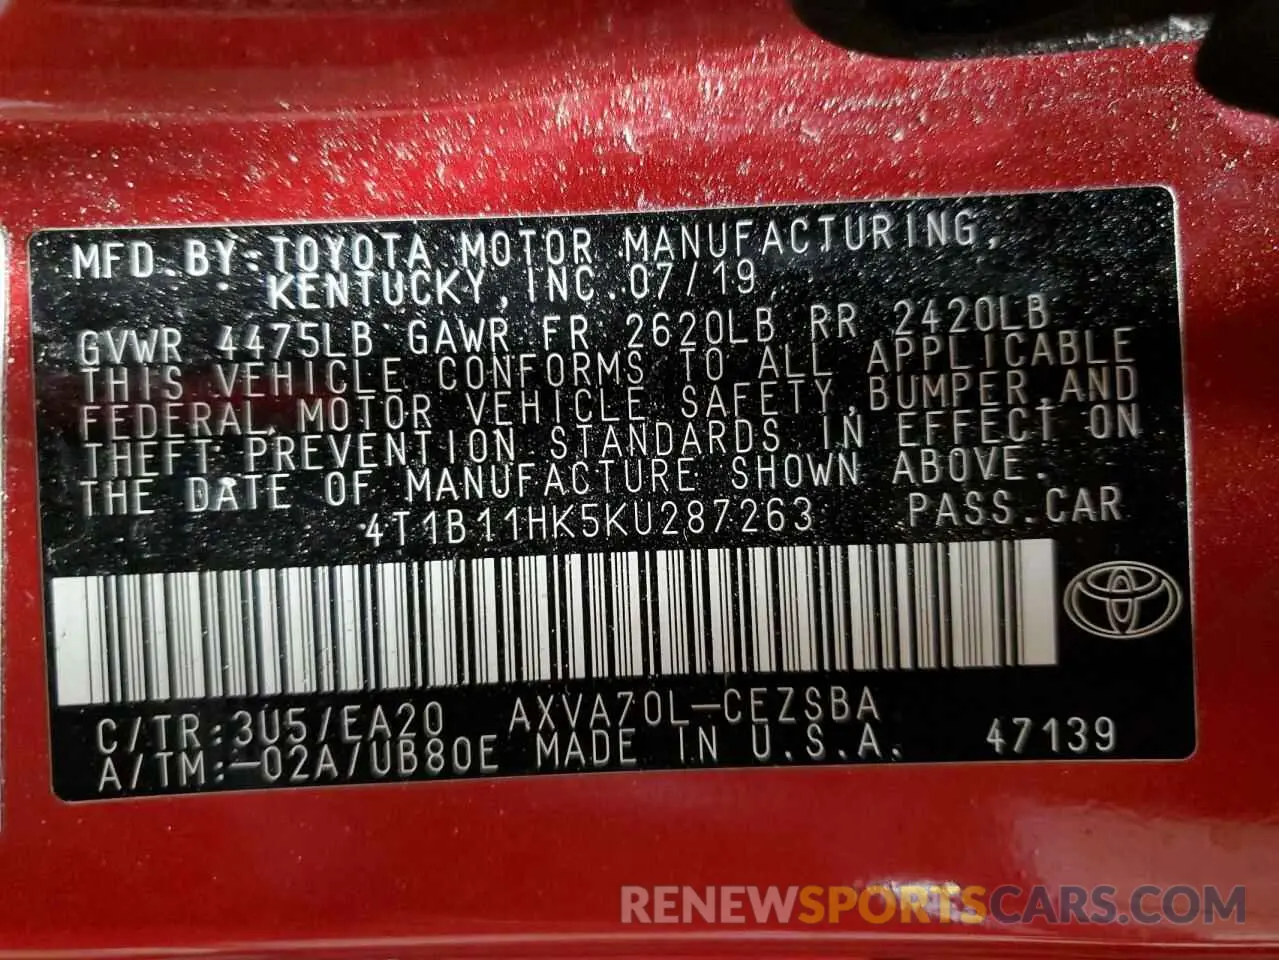 MFD.BY:TOYOTA MOTOR MANUFACTURING,
KENTUCKY, INC. 07/19
GVWR 4475LB GAWR FR 2620LB RR 2420LB
THIS VEHICLE CONFORMS TO ALL APPLICABLE
FEDERAL MOTOR VEHICLE SAFETY, BUMPER, AND
THEFT PREVENTION STANDARDS IN EFFECT ON
THE DATE OF MANUFACTURE SHOWN ABOVE.
4T1B11HK5KU287263 PASS.CAR
C/TR:3U5/EA20 AXVA70L-CEZSBA
A/TM:-02A/UB80E MADE IN U.S.A. 47139
RENEWSPORTSCARS.COM